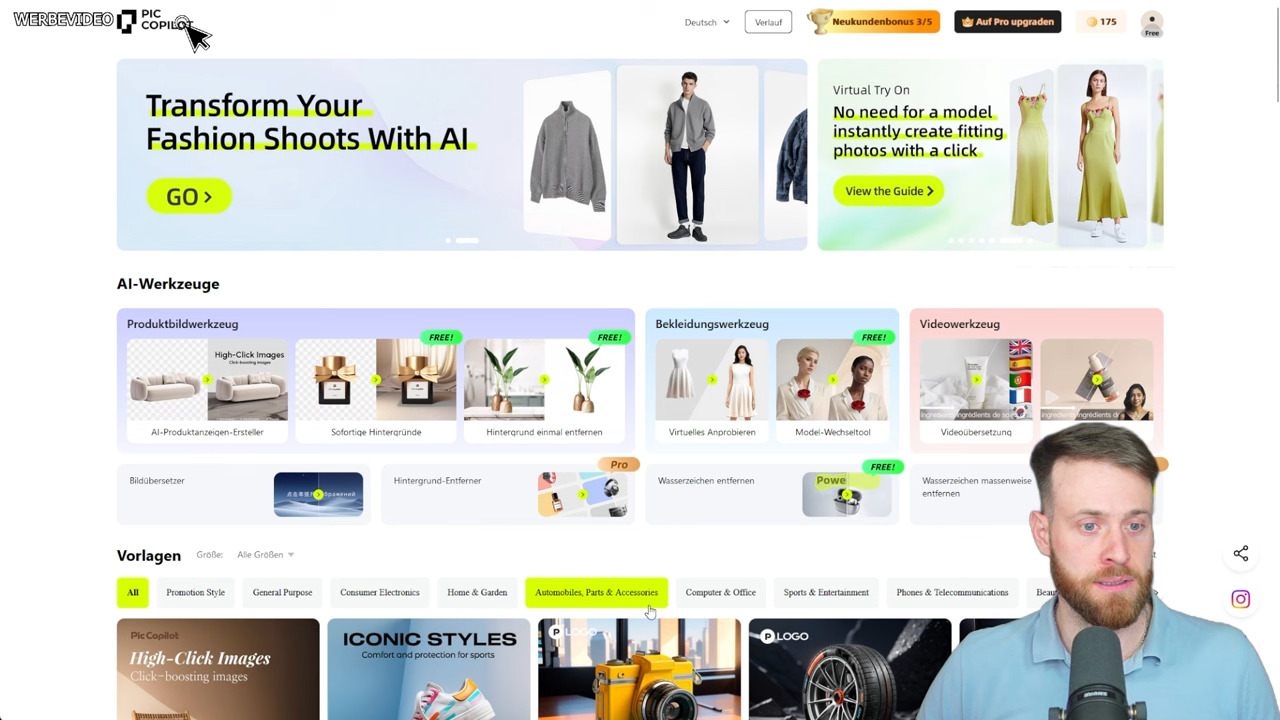 WERBEVIDEO
PIC
COPILOT
Deutsch
Verlauf
Neukundenbonus 3/5
Auf Pro upgraden
175
Free
Transform Your
Fashion Shoots With AI
GO >
Virtual Try On
No need for a model
instantly create fitting
photos with a click
View the Guide >
AI-Werkzeuge
Produktbildwerkzeug
FREE!
FREE!
High-Click Images
AI-Produktanzeigen-Ersteller
Sofortige Hintergründe
Hintergrund einmal entfernen
Bekleidungswerkzeug
FREE!
Virtuelles Anprobieren
Model-Wechseltool
Videowerkzeug
Videoübersetzung
Bildübersetzer
Hintergrund-Entferner
Pro
Wasserzeichen entfernen
FREE!
Powe
Wasserzeichen massenweise
entfernen
Vorlagen
Größe:
Alle Größen
All
Promotion Style
General Purpose
Consumer Electronics
Home & Garden
Automobiles, Parts & Accessories
Computer & Office
Sports & Entertainment
Phones & Telecommunications
Pic Copilot
High-Click Images
Click-boosting images
ICONIC STYLES
Comfort and protection for sports
LOGO
LOGO